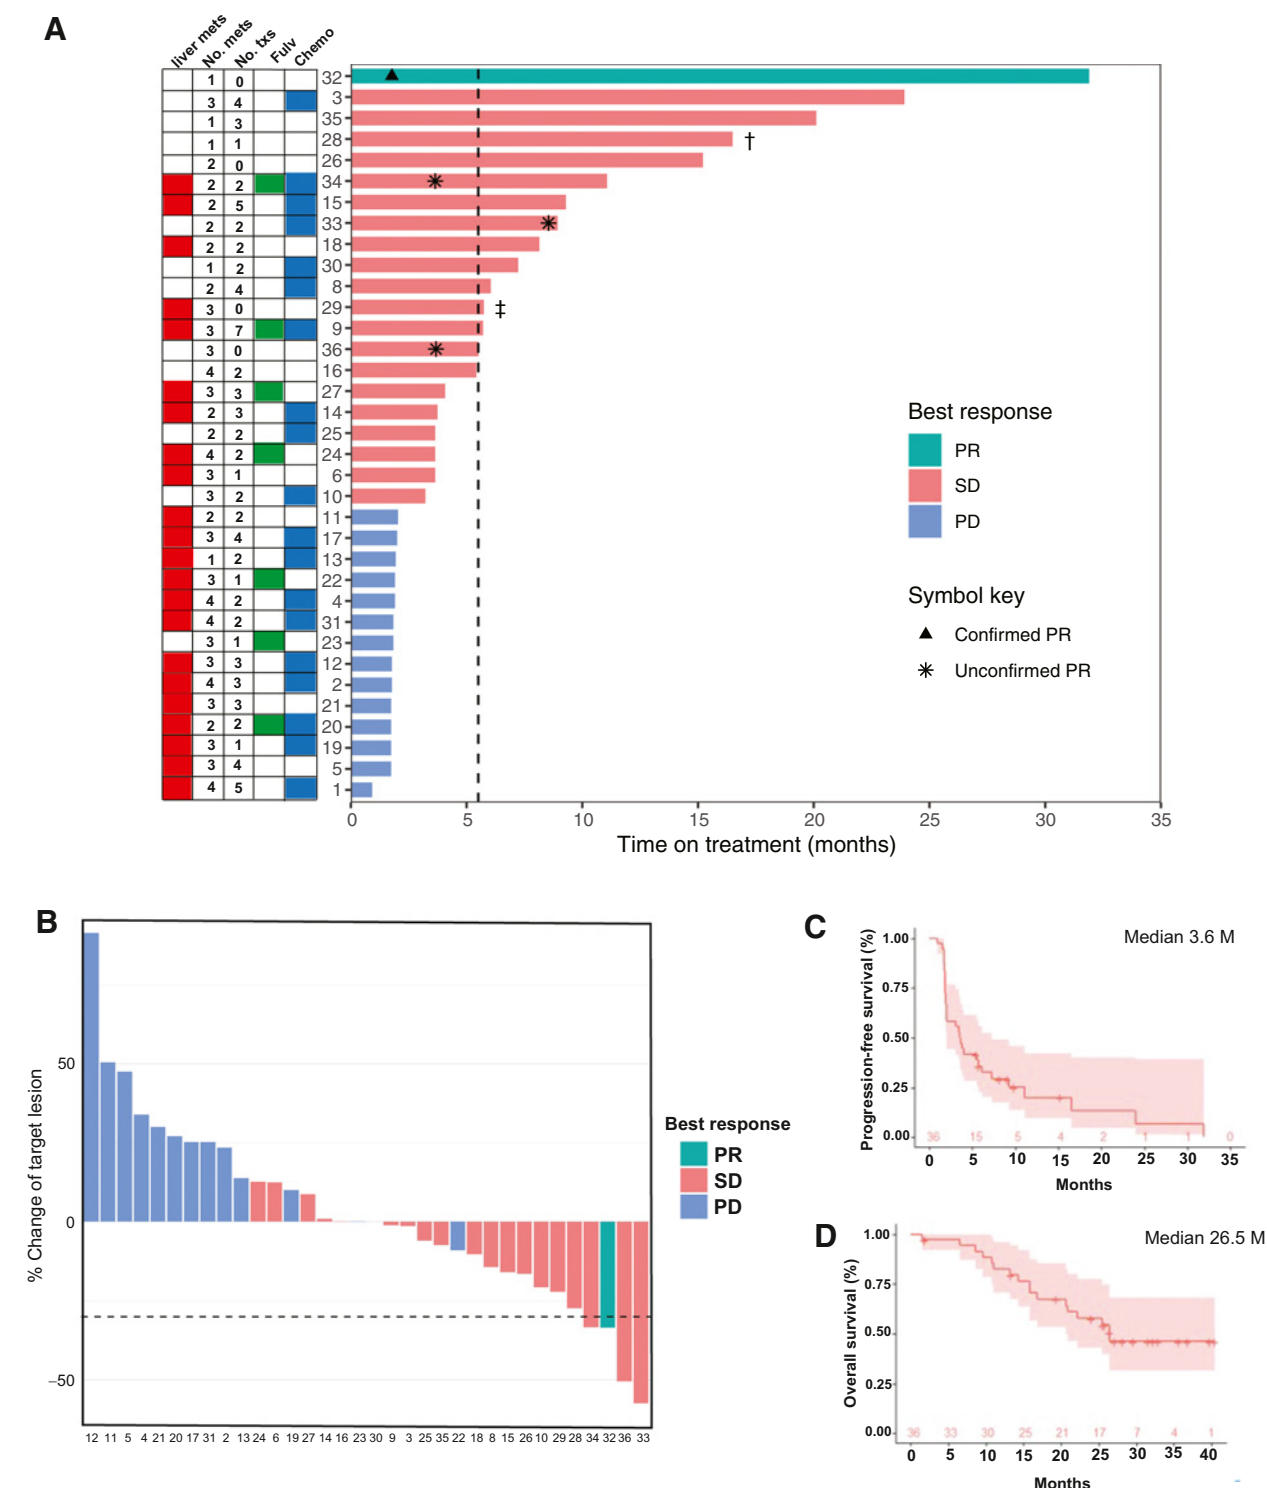 A
liver mets
No. mets
No. txs
Fulv
Chemo
1 0 32
3 4 3
1 3 35
1 1 28 †
2 0 26
2 2 34
2 5 15
2 2 33
2 2 18
1 2 30
2 4 8
3 0 29 ‡
3 7 9
3 0 36
4 2 16
3 3 27
2 3 14
2 2 25
4 2 24
3 1 6
3 2 10
2 2 11
3 4 17
1 2 13
3 1 22
4 2 4
4 2 31
3 1 23
3 3 12
4 3 2
3 3 21
2 2 20
3 1 19
3 4 5
4 5 1
0 5 10 15 20 25 30 35
Time on treatment (months)
Best response
PR
SD
PD
Symbol key
Confirmed PR
Unconfirmed PR
B
% Change of target lesion
50
0
−50
12 11 5 4 21 20 17 31 2 13 24 6 19 27 14 16 23 30 9 3 25 35 22 18 8 15 26 10 29 28 34 32 36 33
Best response
PR
SD
PD
C
Median 3.6 M
Progression-free survival (%)
1.00
0.75
0.50
0.25
0.00
36 15 5 4 2 1 1 0
0 5 10 15 20 25 30 35
Months
D
Median 26.5 M
Overall survival (%)
1.00
0.75
0.50
0.25
0.00
36 33 30 25 21 17 7 4 1
0 5 10 15 20 25 30 35 40
Months